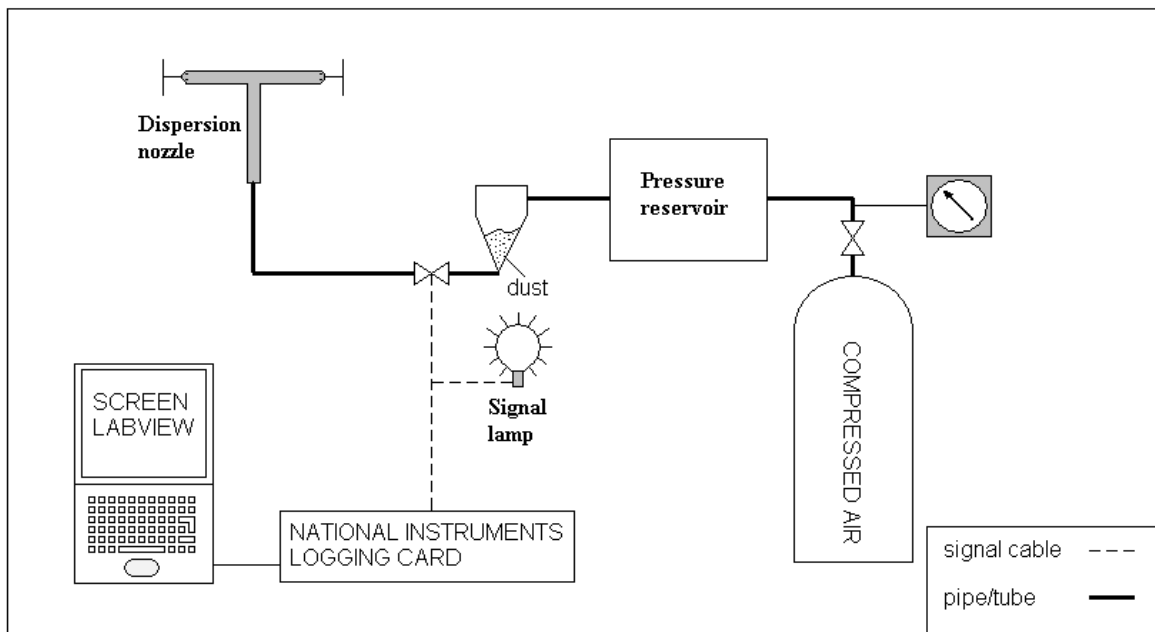 Dispersion
nozzle
Pressure
reservoir
dust
Signal
lamp
COMPRESSED AIR
SCREEN
LABVIEW
NATIONAL INSTRUMENTS
LOGGING CARD
signal cable
pipe/tube